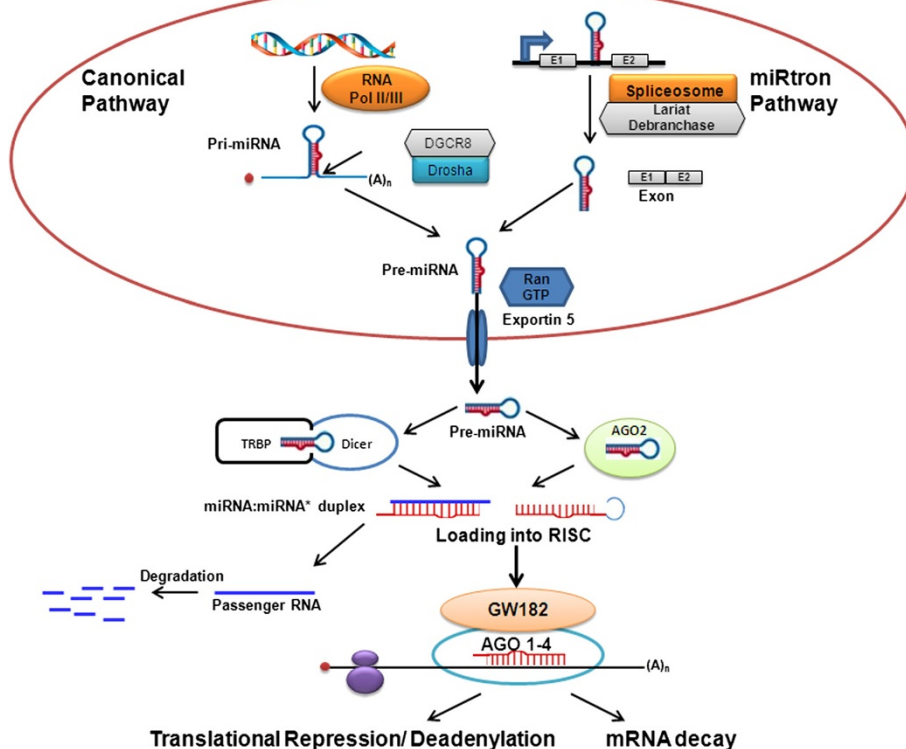 Canonical
Pathway
RNA
Pol II/III
E1
E2
Spliceosome
Lariat
Debranchase
miRtron
Pathway
Pri-miRNA
DGCR8
Drosha
(A)n
E1
E2
Exon
Pre-miRNA
Ran
GTP
Exportin 5
Pre-miRNA
TRBP
Dicer
AGO2
miRNA:miRNA* duplex
Loading into RISC
Degradation
Passenger RNA
GW182
AGO 1-4
(A)n
Translational Repression/ Deadenylation
mRNA decay